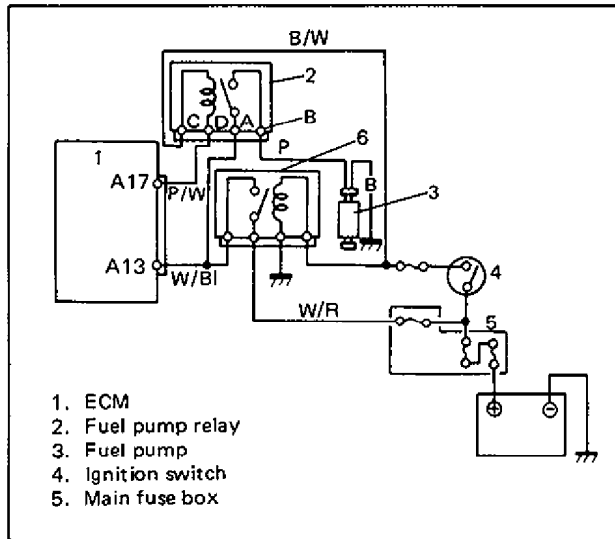 B/W
2
C D A B
P
6
1
A17
P/W
B
3
A13
W/Bl
4
W/R
5
⊕ ⊖
1. ECM
2. Fuel pump relay
3. Fuel pump
4. Ignition switch
5. Main fuse box